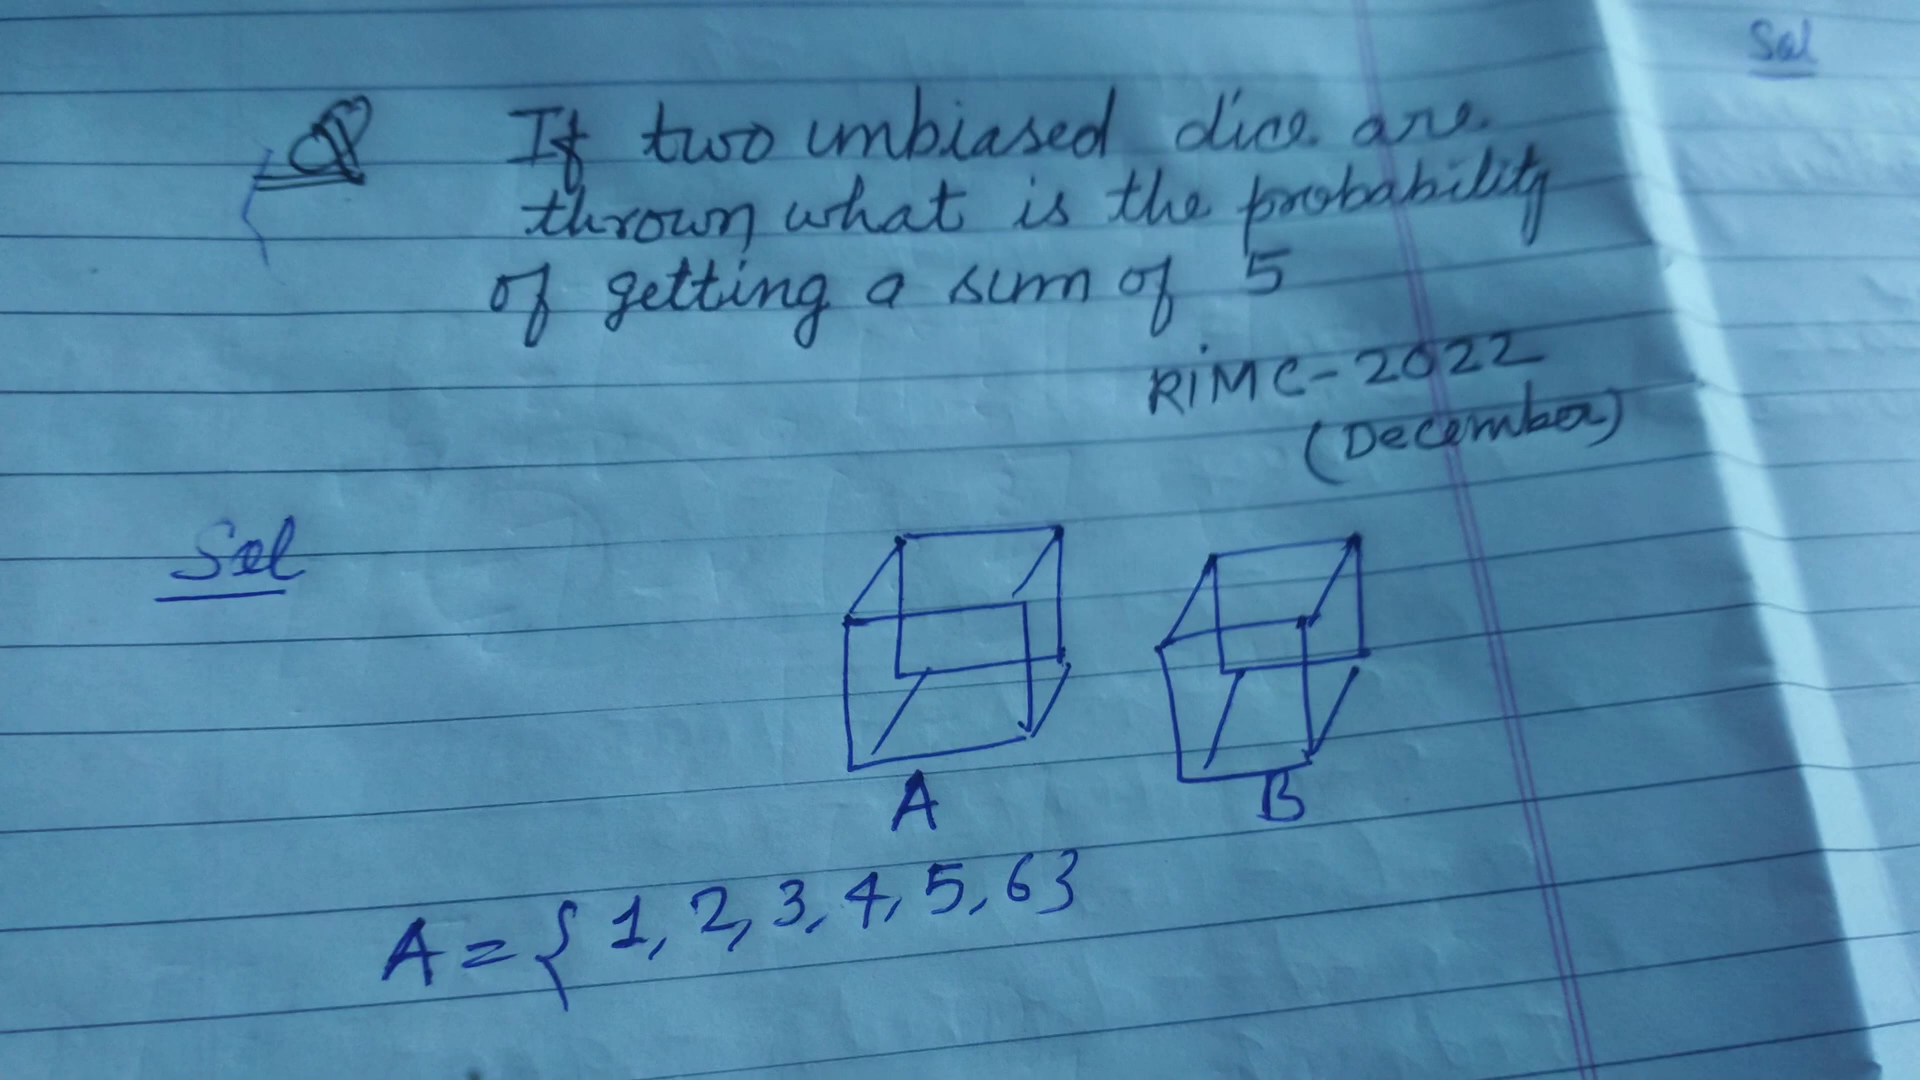 Q If two unbiased dice are
thrown what is the probability
of getting a sum of 5
RiMC-2022
(December)
Sol
Sol
A B
A = { 1, 2, 3, 4, 5, 6 }